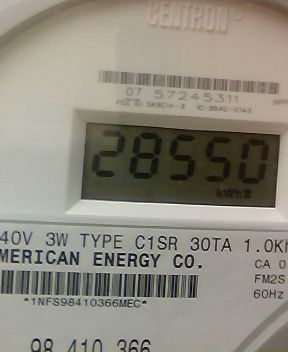 CENTRON®
07 57245311
28550
kWh
40V 3W TYPE C1SR 30TA 1.0K
MERICAN ENERGY CO.
CA 0
FM2S
60Hz
*1NFS98410366MEC*
98 410 366